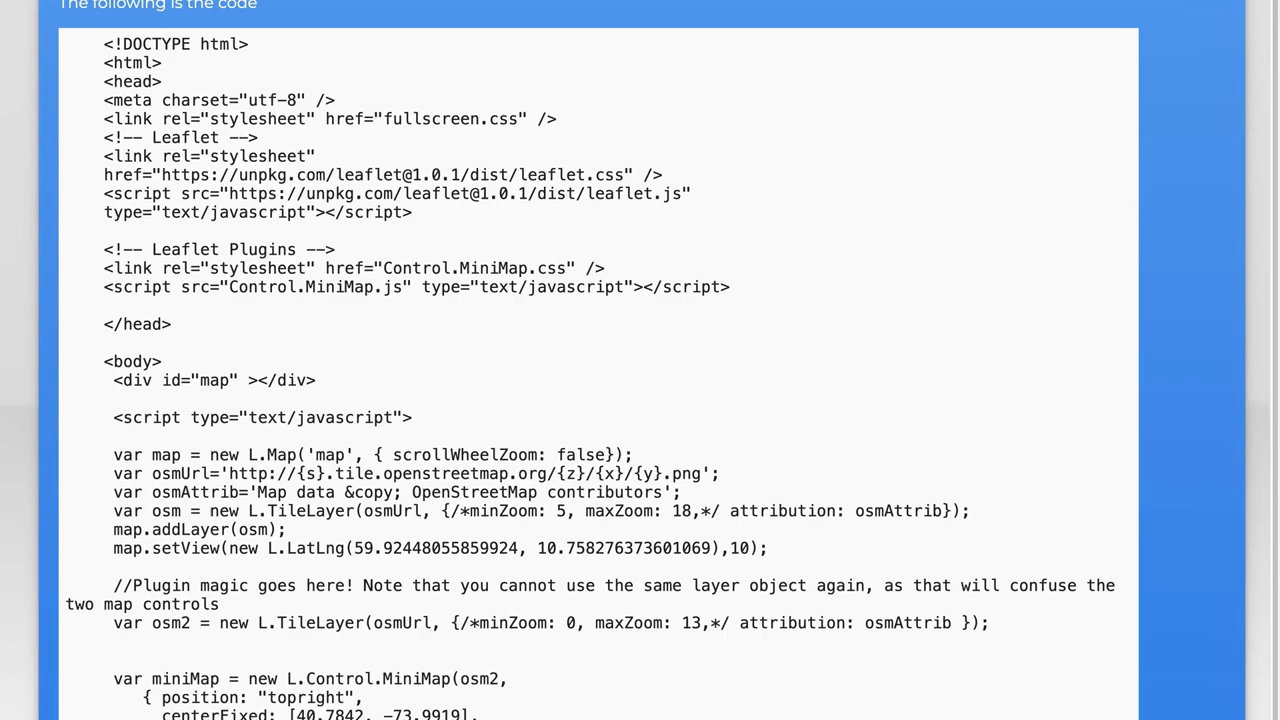 The following is the code
<!DOCTYPE html>
<html>
<head>
<meta charset="utf-8" />
<link rel="stylesheet" href="fullscreen.css" />
<!-- Leaflet -->
<link rel="stylesheet"
href="https://unpkg.com/leaflet@1.0.1/dist/leaflet.css" />
<script src="https://unpkg.com/leaflet@1.0.1/dist/leaflet.js"
type="text/javascript"></script>
<!-- Leaflet Plugins -->
<link rel="stylesheet" href="Control.MiniMap.css" />
<script src="Control.MiniMap.js" type="text/javascript"></script>
</head>
<body>
<div id="map" ></div>
<script type="text/javascript">
var map = new L.Map('map', { scrollWheelZoom: false});
var osmUrl='http://{s}.tile.openstreetmap.org/{z}/{x}/{y}.png';
var osmAttrib='Map data &copy; OpenStreetMap contributors';
var osm = new L.TileLayer(osmUrl, {/*minZoom: 5, maxZoom: 18,*/ attribution: osmAttrib});
map.addLayer(osm);
map.setView(new L.LatLng(59.92448055859924, 10.758276373601069),10);
//Plugin magic goes here! Note that you cannot use the same layer object again, as that will confuse the
two map controls
var osm2 = new L.TileLayer(osmUrl, {/*minZoom: 0, maxZoom: 13,*/ attribution: osmAttrib });
var miniMap = new L.Control.MiniMap(osm2,
{ position: "topright",
centerFixed: [40.7842, -73.9919],